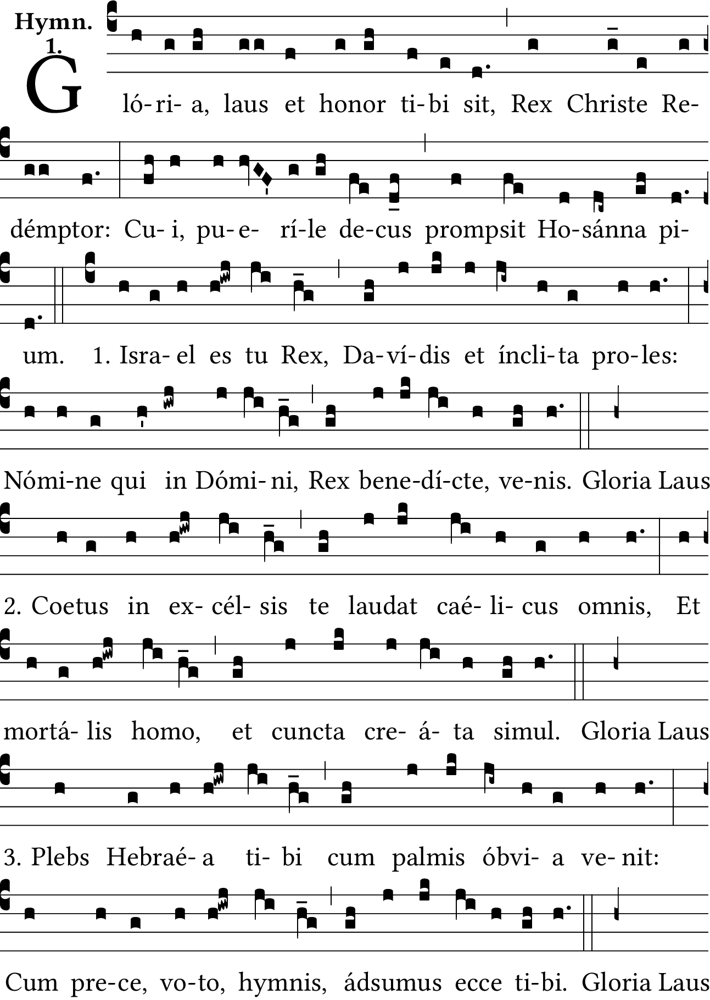 Hymn.
1.
Gló-ri- a, laus et honor ti-bi sit, Rex Christe Re-
démptor: Cu- i, pu-e- rí-le de-cus prompsit Ho-sánna pi-
um. 1. Isra- el es tu Rex, Da-ví-dis et íncli-ta pro-les:
Nómi-ne qui in Dómi- ni, Rex bene-dí-cte, ve-nis. Gloria Laus
2. Coetus in ex- cél- sis te laudat caé- li- cus omnis, Et
mortá- lis homo, et cuncta cre- á- ta simul. Gloria Laus
3. Plebs Hebraé- a ti- bi cum palmis óbvi- a ve- nit:
Cum pre-ce, vo-to, hymnis, ádsumus ecce ti-bi. Gloria Laus